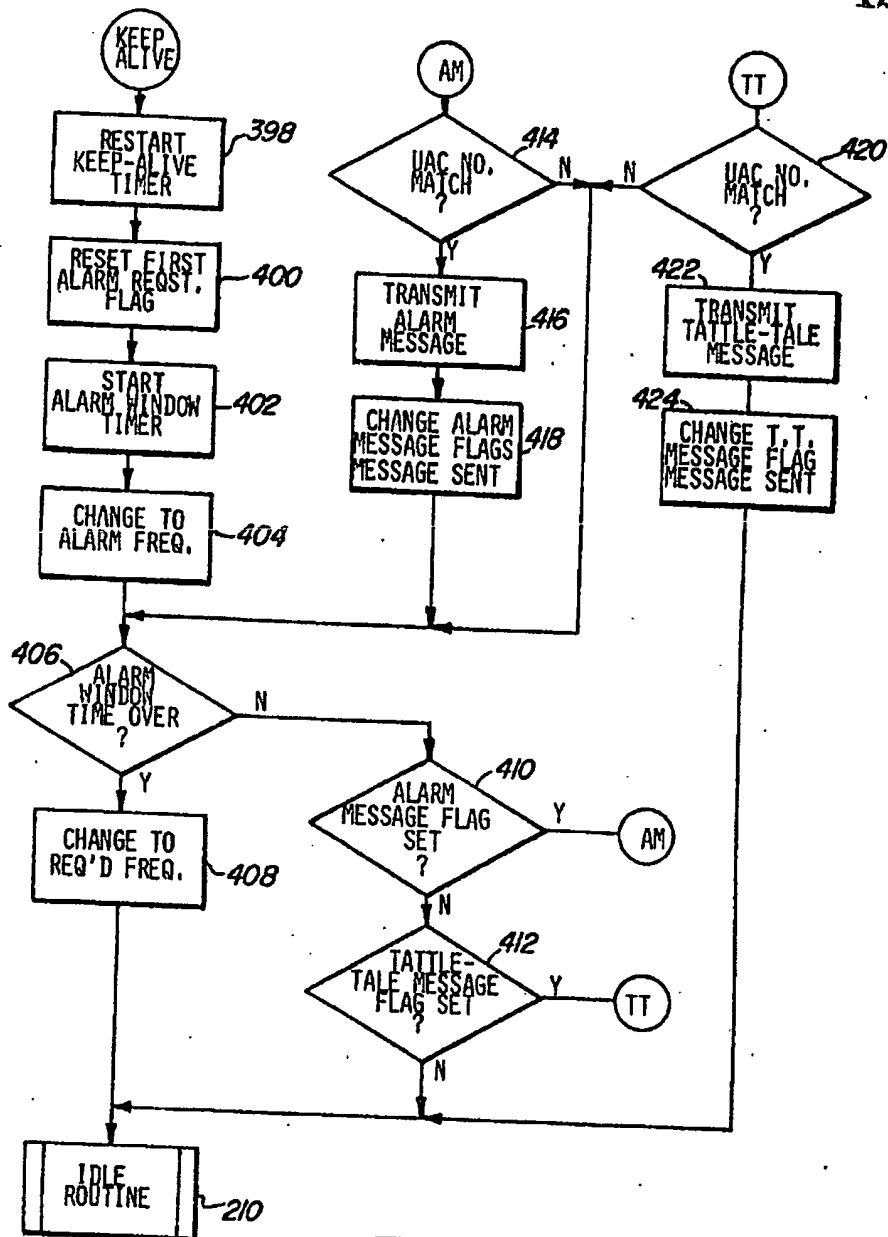 KEEP
ALIVE
RESTART
KEEP-ALIVE
TIMER
398
RESET FIRST
ALARM REQST.
FLAG
400
START
ALARM WINDOW
TIMER
402
CHANGE TO
ALARM FREQ.
404
AM
UAC NO.
MATCH
?
414
N
Y
TRANSMIT
ALARM
MESSAGE
416
CHANGE ALARM
MESSAGE FLAGS
MESSAGE SENT
418
TT
UAC NO.
MATCH
?
420
N
Y
422
TRANSMIT
TATTLE-TALE
MESSAGE
424
CHANGE T.T.
MESSAGE FLAG
MESSAGE SENT
406
ALARM
WINDOW
TIME OVER
?
N
Y
CHANGE TO
REQ'D FREQ.
408
410
ALARM
MESSAGE FLAG
SET
?
Y
AM
N
412
TATTLE-
TALE MESSAGE
FLAG SET
?
Y
TT
N
IDLE
ROUTINE
210